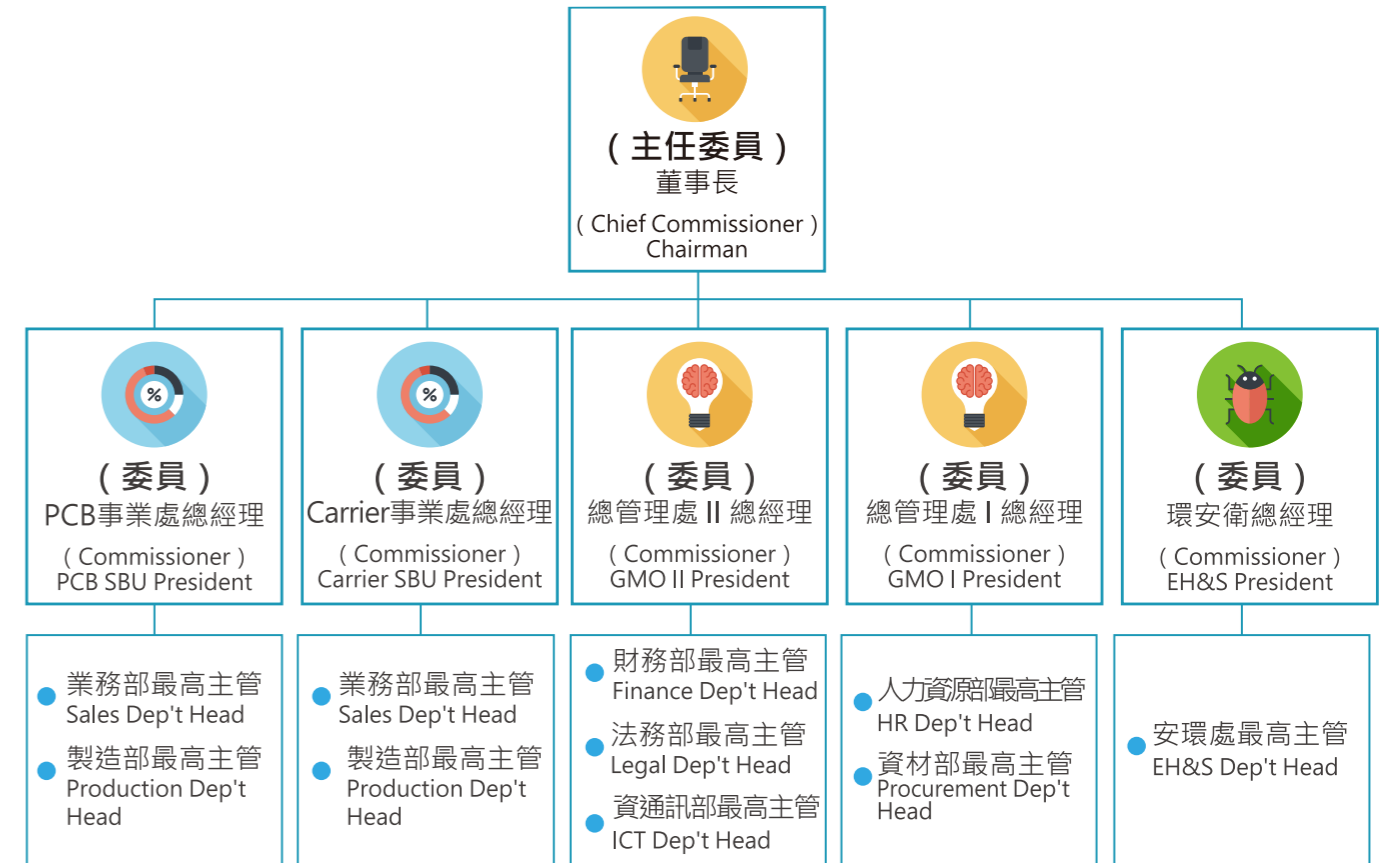 （主任委員）
董事長
（Chief Commissioner）
Chairman
（委員）
PCB事業處總經理
（Commissioner）
PCB SBU President
（委員）
Carrier事業處總經理
（Commissioner）
Carrier SBU President
（委員）
總管理處 II 總經理
（Commissioner）
GMO II President
（委員）
總管理處 I 總經理
（Commissioner）
GMO I President
（委員）
環安衛總經理
（Commissioner）
EH&S President
業務部最高主管
Sales Dep't Head
製造部最高主管
Production Dep't
Head
業務部最高主管
Sales Dep't Head
製造部最高主管
Production Dep't
Head
財務部最高主管
Finance Dep't Head
法務部最高主管
Legal Dep't Head
資通訊部最高主管
ICT Dep't Head
人力資源部最高主管
HR Dep't Head
資材部最高主管
Procurement Dep't
Head
安環處最高主管
EH&S Dep't Head
%
%